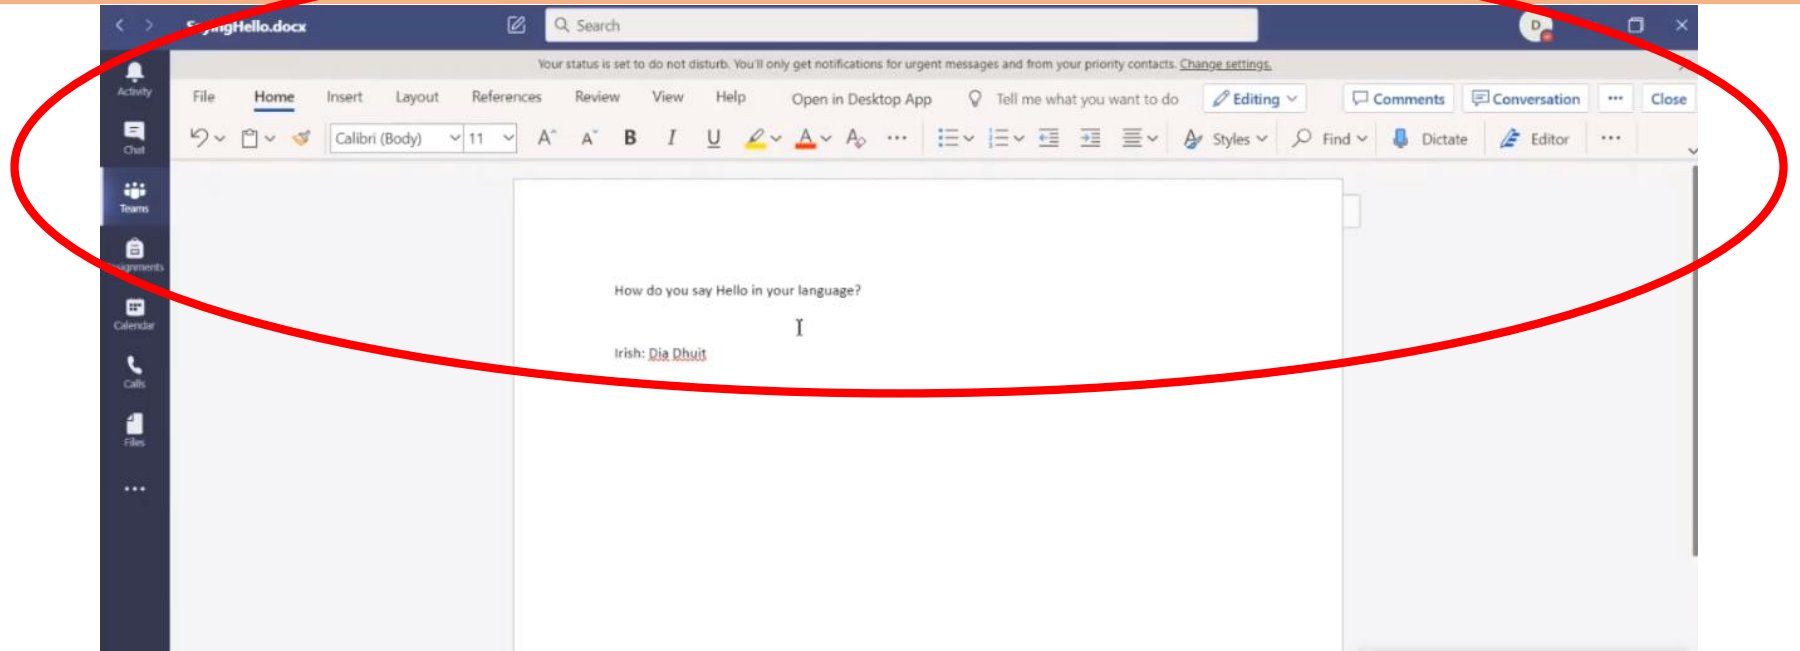 SayingHello.docx
Search
D
Your status is set to do not disturb. You'll only get notifications for urgent messages and from your priority contacts. Change settings.
Activity
File Home Insert Layout References Review View Help Open in Desktop App Tell me what you want to do Editing Comments Conversation ... Close
Calibri (Body) 11 A A B I U A A ... Styles Find Dictate Editor ...
Chat
Teams
Assignments
Calendar
Calls
Files
...
How do you say Hello in your language?
Irish: Dia Dhuit